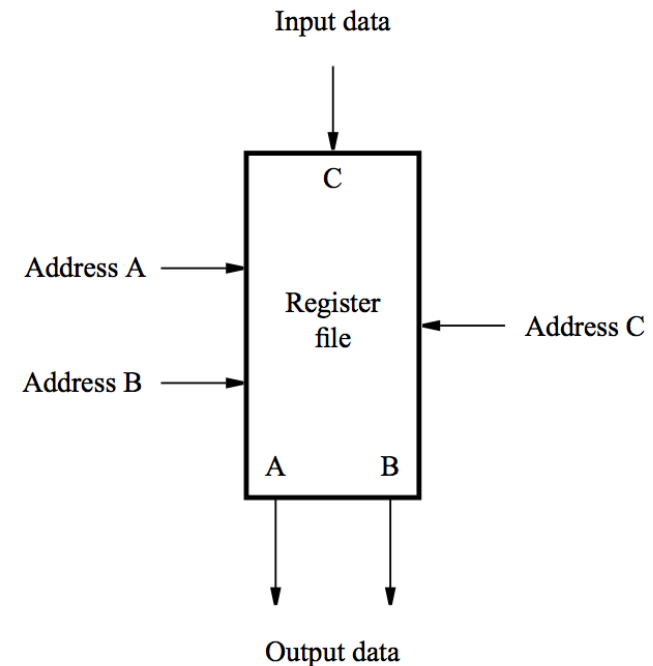 Input data
C
Address A
Register
file
Address C
Address B
A
B
Output data